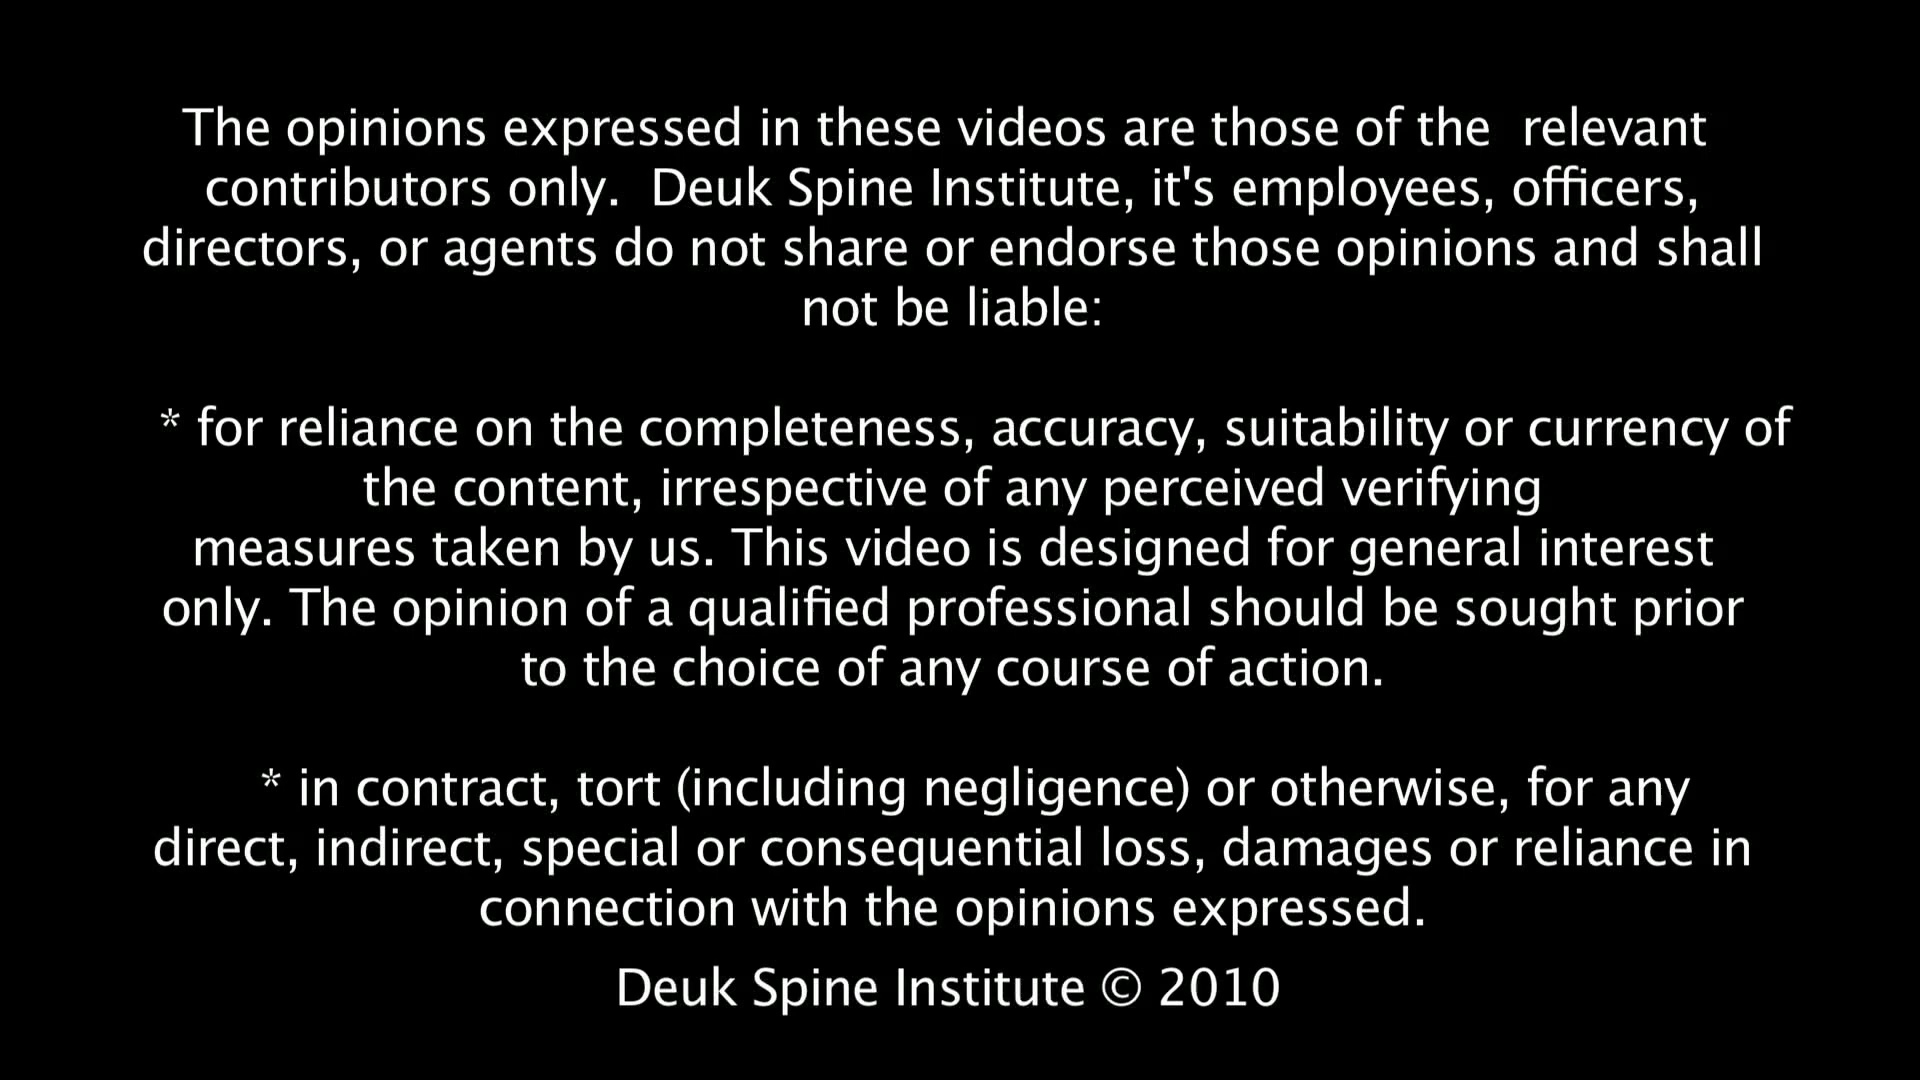 The opinions expressed in these videos are those of the  relevant
contributors only.  Deuk Spine Institute, it's employees, officers,
directors, or agents do not share or endorse those opinions and shall
not be liable:
* for reliance on the completeness, accuracy, suitability or currency of
the content, irrespective of any perceived verifying
measures taken by us. This video is designed for general interest
only. The opinion of a qualified professional should be sought prior
to the choice of any course of action.
* in contract, tort (including negligence) or otherwise, for any
direct, indirect, special or consequential loss, damages or reliance in
connection with the opinions expressed.
Deuk Spine Institute © 2010